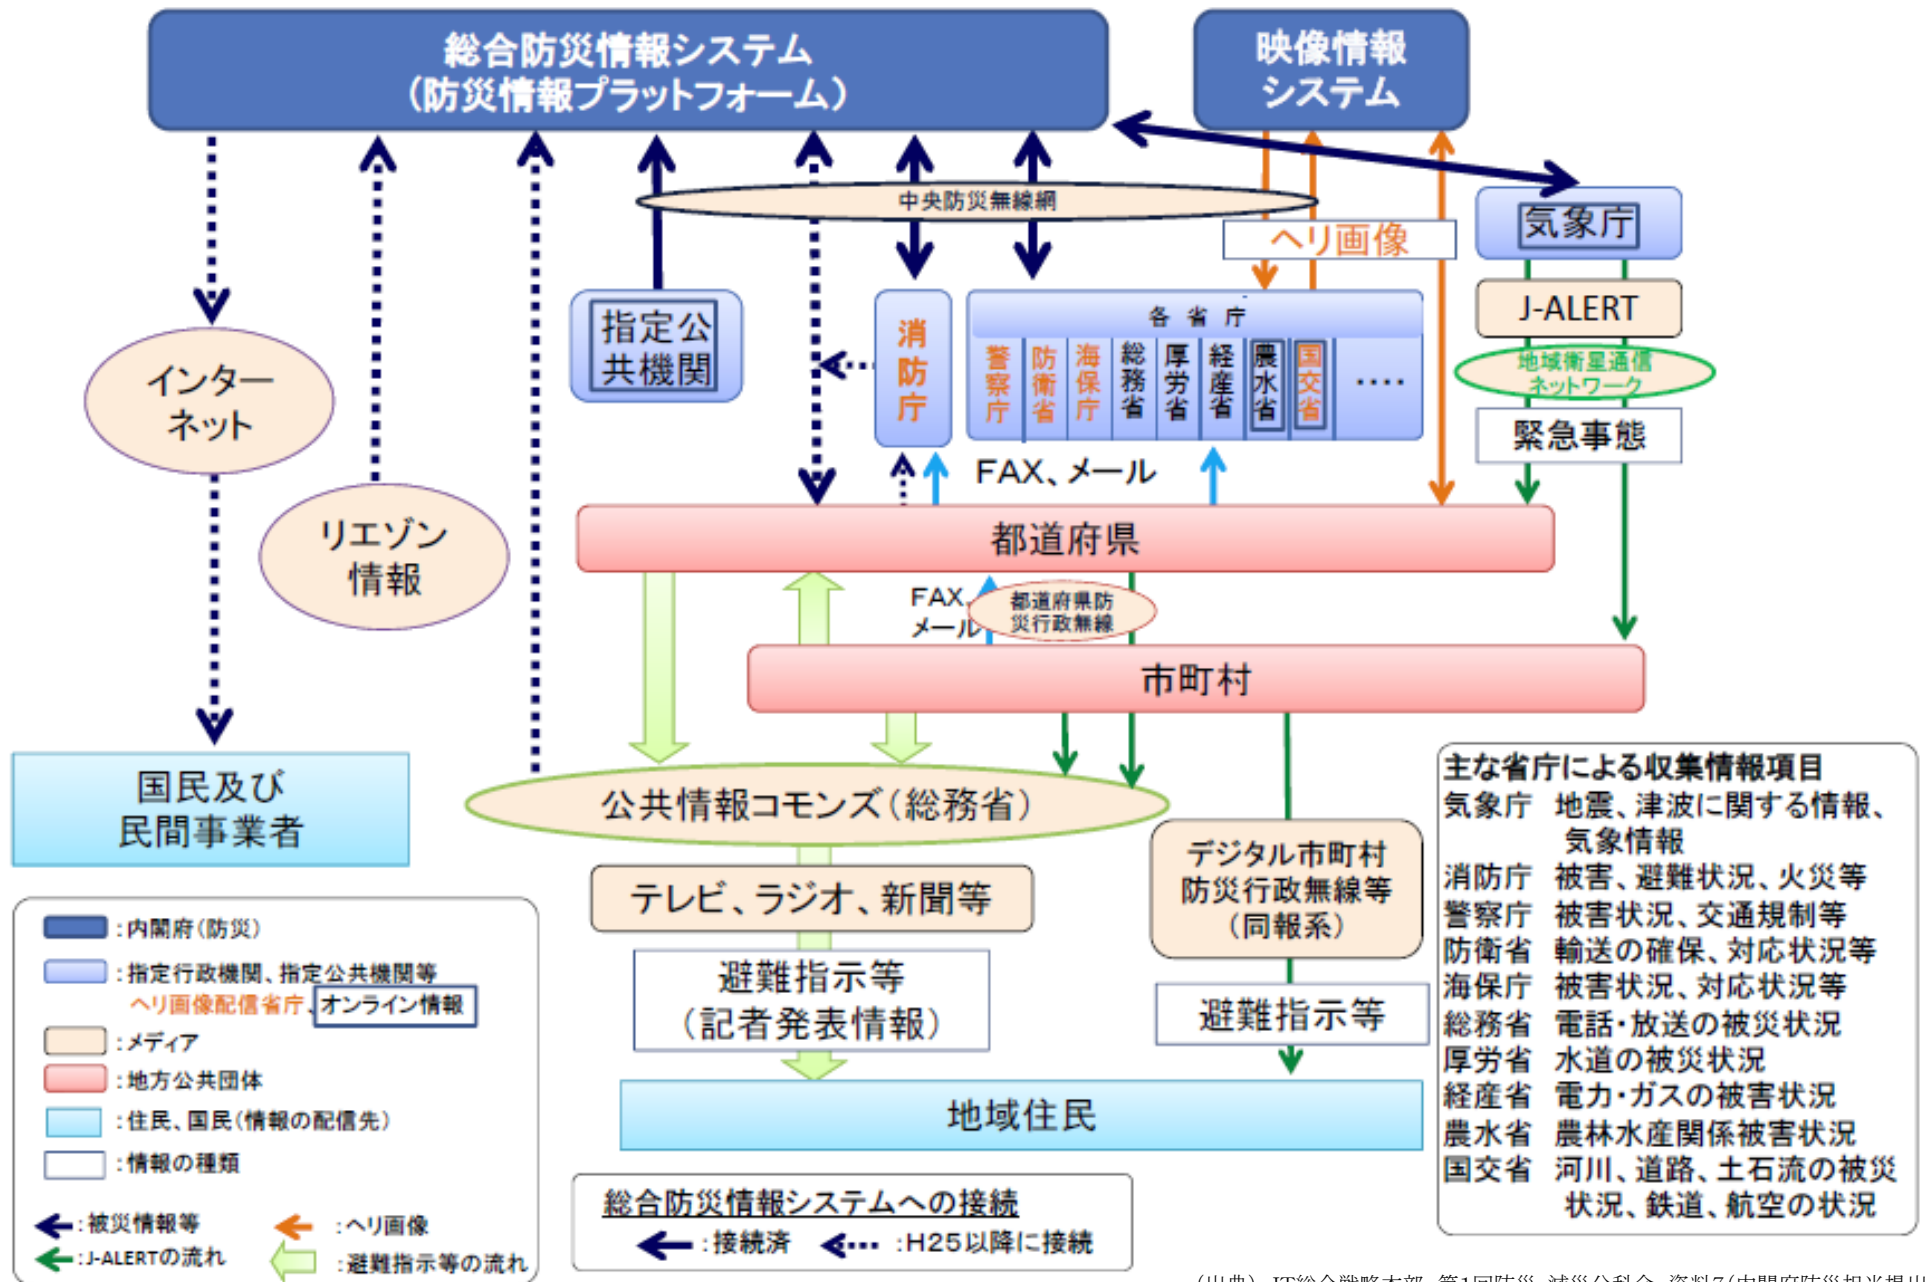 総合防災情報システム
（防災情報プラットフォーム）
映像情報
システム
中央防災無線網
ヘリ画像
気象庁
J-ALERT
地域衛星通信
ネットワーク
緊急事態
指定公
共機関
消防庁
各省庁
警察庁
防衛省
海保庁
総務省
厚労省
経産省
農水省
国交省
････
インター
ネット
リエゾン
情報
FAX、メール
都道府県
FAX、
メール
都道府県防
災行政無線
市町村
国民及び
民間事業者
公共情報コモンズ（総務省）
テレビ、ラジオ、新聞等
避難指示等
（記者発表情報）
デジタル市町村
防災行政無線等
（同報系）
避難指示等
地域住民
：内閣府（防災）
：指定行政機関、指定公共機関等
ヘリ画像配信省庁、オンライン情報
：メディア
：地方公共団体
：住民、国民（情報の配信先）
：情報の種類
：被災情報等
：ヘリ画像
：J-ALERTの流れ
：避難指示等の流れ
総合防災情報システムへの接続
：接続済
：H25以降に接続
主な省庁による収集情報項目
気象庁 地震、津波に関する情報、
気象情報
消防庁 被害、避難状況、火災等
警察庁 被害状況、交通規制等
防衛省 輸送の確保、対応状況等
海保庁 被害状況、対応状況等
総務省 電話・放送の被災状況
厚労省 水道の被災状況
経産省 電力・ガスの被害状況
農水省 農林水産関係被害状況
国交省 河川、道路、土石流の被災
状況、鉄道、航空の状況